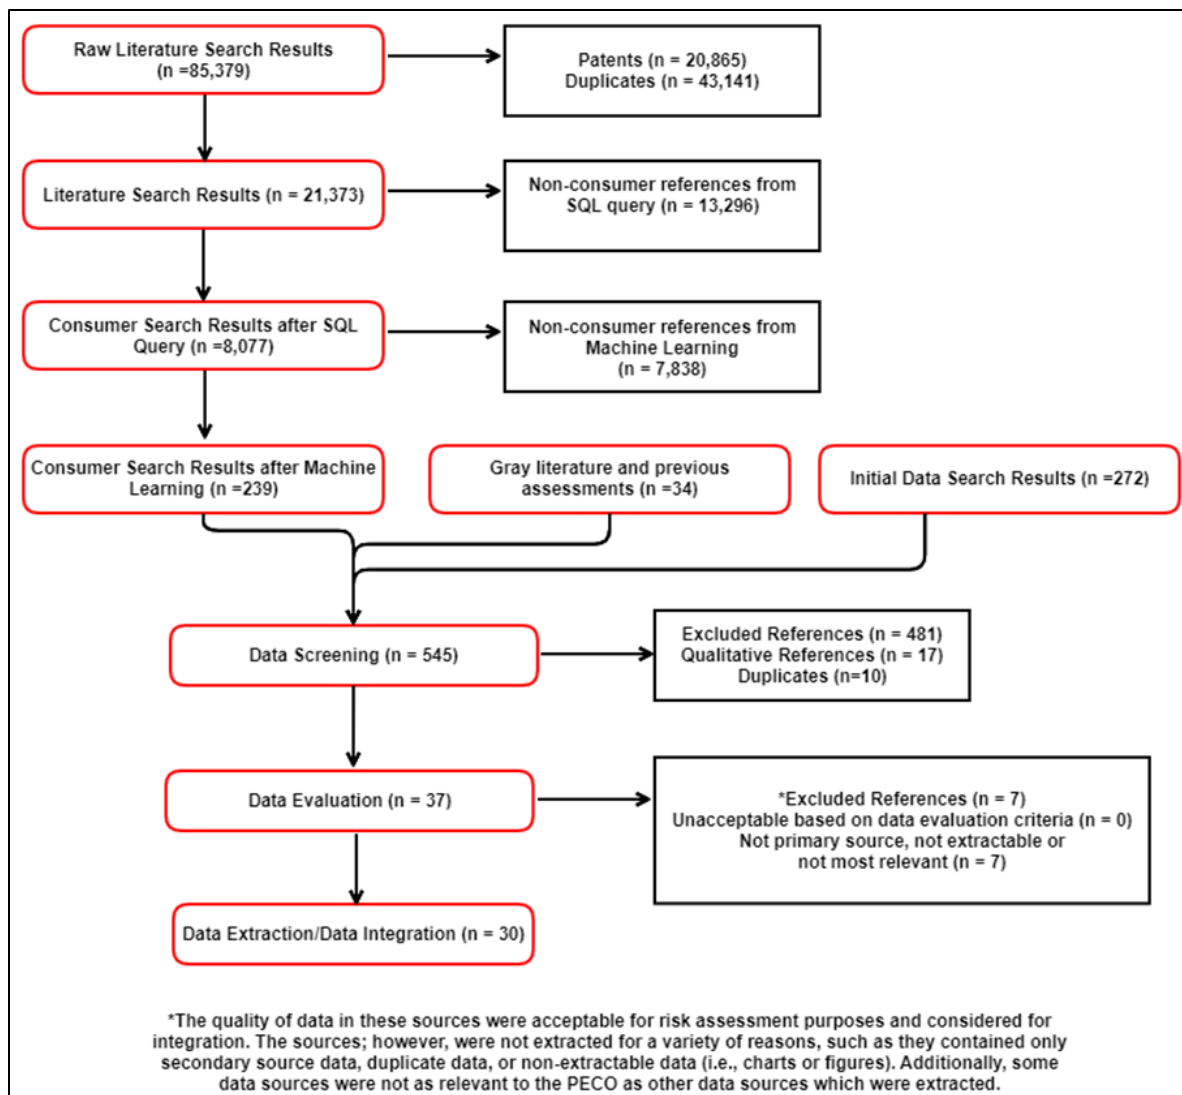 Raw Literature Search Results
(n =85,379)
Patents (n = 20,865)
Duplicates (n = 43,141)
Literature Search Results (n = 21,373)
Non-consumer references from
SQL query (n = 13,296)
Consumer Search Results after SQL
Query (n =8,077)
Non-consumer references from
Machine Learning
(n = 7,838)
Consumer Search Results after Machine
Learning (n =239)
Gray literature and previous
assessments (n =34)
Initial Data Search Results (n =272)
Data Screening (n = 545)
Excluded References (n = 481)
Qualitative References (n = 17)
Duplicates (n=10)
Data Evaluation (n = 37)
*Excluded References (n = 7)
Unacceptable based on data evaluation criteria (n = 0)
Not primary source, not extractable or
not most relevant (n = 7)
Data Extraction/Data Integration (n = 30)
*The quality of data in these sources were acceptable for risk assessment purposes and considered for
integration. The sources; however, were not extracted for a variety of reasons, such as they contained only
secondary source data, duplicate data, or non-extractable data (i.e., charts or figures). Additionally, some
data sources were not as relevant to the PECO as other data sources which were extracted.